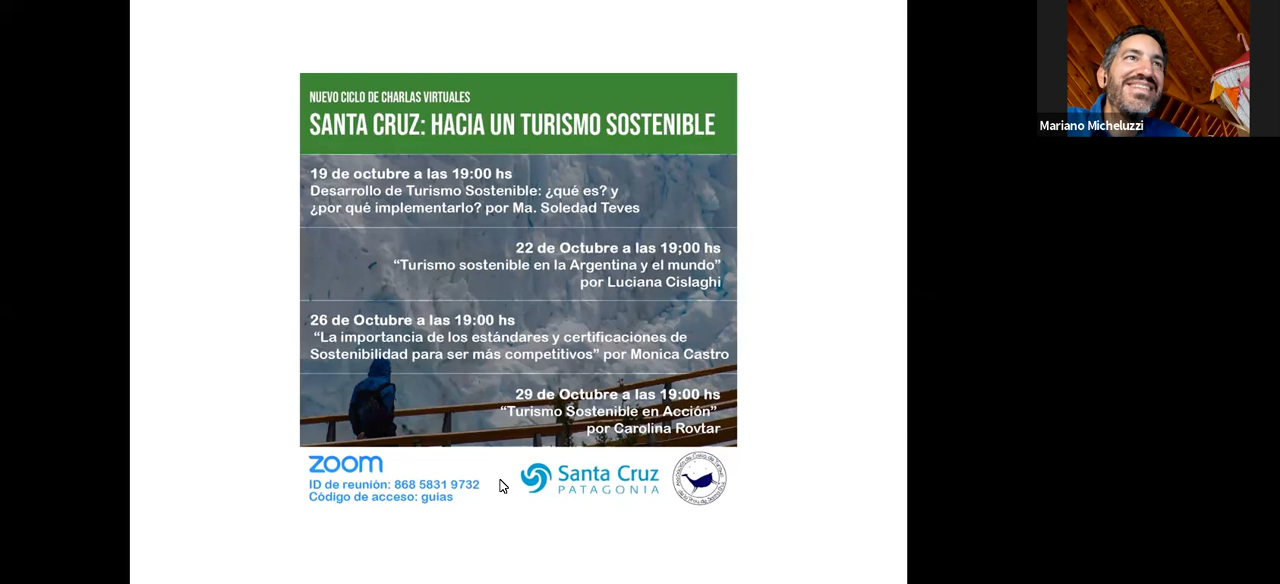 NUEVO CICLO DE CHARLAS VIRTUALES
SANTA CRUZ: HACIA UN TURISMO SOSTENIBLE
19 de octubre a las 19:00 hs
Desarrollo de Turismo Sostenible: ¿qué es? y
¿por qué implementarlo? por Ma. Soledad Teves
22 de Octubre a las 19;00 hs
“Turismo sostenible en la Argentina y el mundo”
por Luciana Cislaghi
26 de Octubre a las 19:00 hs
“La importancia de los estándares y certificaciones de
Sostenibilidad para ser más competitivos” por Monica Castro
29 de Octubre a las 19:00 hs
“Turismo Sostenible en Acción”
por Carolina Rovtar
zoom
ID de reunión: 868 5831 9732
Código de acceso: guias
Santa Cruz
PATAGONIA
Mariano Micheluzzi